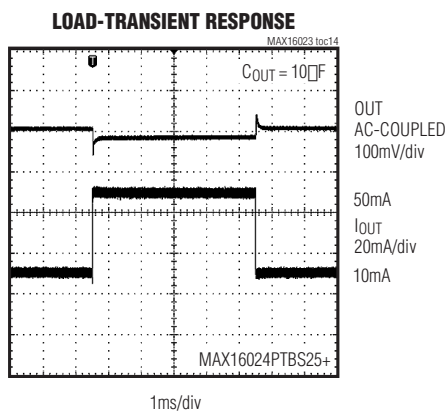 LOAD-TRANSIENT RESPONSE
MAX16023 toc14
T
COUT = 10□F
OUT
AC-COUPLED
100mV/div
50mA
IOUT
20mA/div
10mA
MAX16024PTBS25+
1ms/div